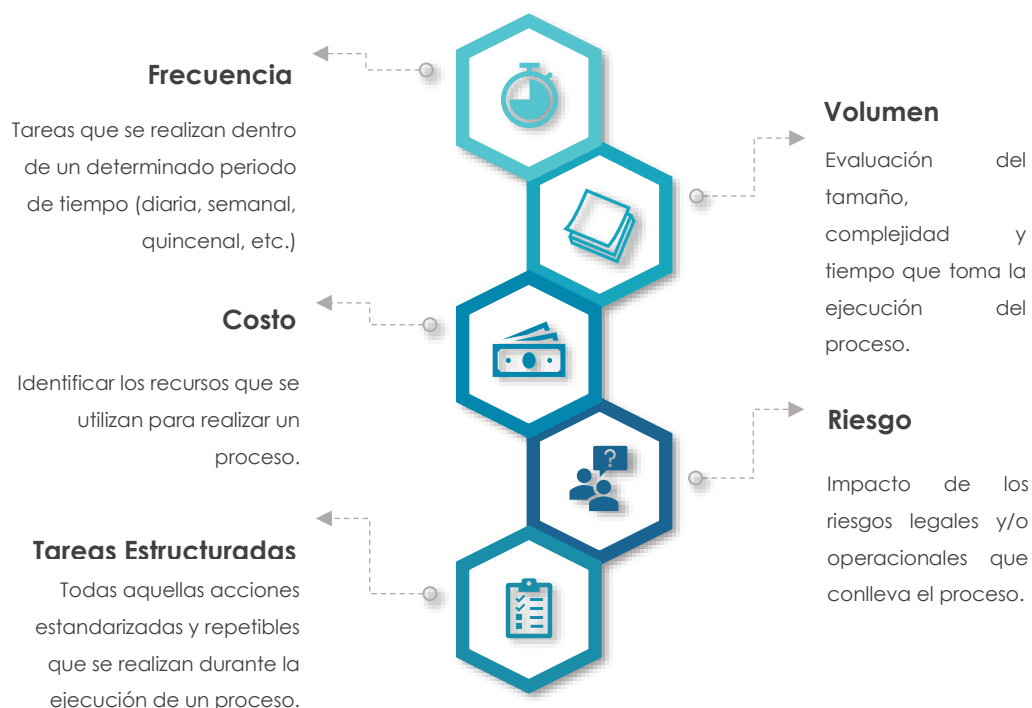 Frecuencia
Tareas que se realizan dentro
de un determinado periodo
de tiempo (diaria, semanal,
quincenal, etc.)
Volumen
Evaluación del
tamaño,
complejidad y
tiempo que toma la
ejecución del
proceso.
Costo
Identificar los recursos que se
utilizan para realizar un
proceso.
Riesgo
Impacto de los
riesgos legales y/o
operacionales que
conlleva el proceso.
Tareas Estructuradas
Todas aquellas acciones
estandarizadas y repetibles
que se realizan durante la
ejecución de un proceso.
?